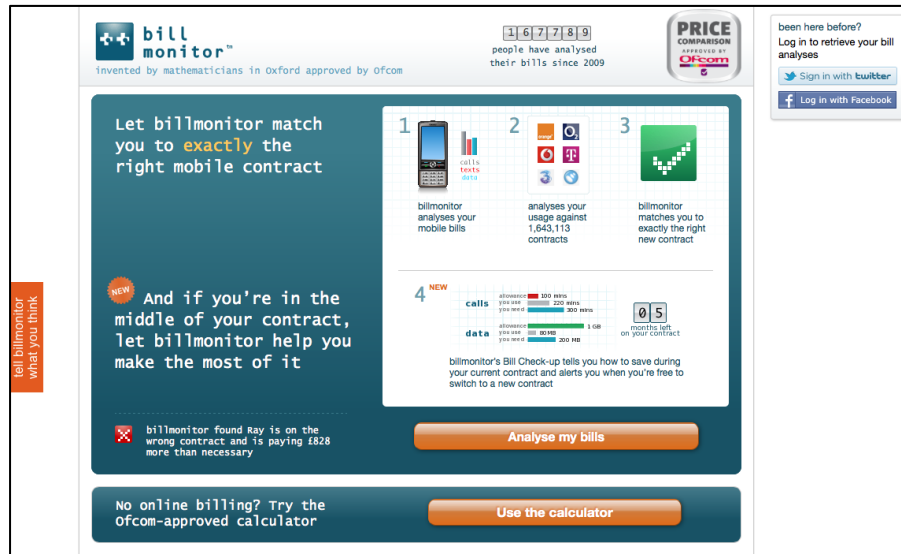 bill
monitor™
invented by mathematicians in Oxford approved by Ofcom
167789
people have analysed
their bills since 2009
PRICE
COMPARISON
APPROVED BY
Ofcom
been here before?
Log in to retrieve your bill
analyses
Sign in with twitter
f Log in with Facebook
Let billmonitor match
you to exactly the
right mobile contract
1
calls
texts
data
billmonitor
analyses your
mobile bills
2
orange
O2
T
3
analyses your
usage against
1,643,113
contracts
3
billmonitor
matches you to
exactly the right
new contract
NEW
And if you're in the
middle of your contract,
let billmonitor help you
make the most of it
4 NEW
calls
allowance 100 mins
you use 220 mins
you need 300 mins
data
allowance 1 GB
you use 80 MB
you need 200 MB
05
months left
on your contract
billmonitor's Bill Check-up tells you how to save during
your current contract and alerts you when you're free to
switch to a new contract
tell billmonitor
what you think
billmonitor found Ray is on the
wrong contract and is paying £828
more than necessary
Analyse my bills
No online billing? Try the
Ofcom-approved calculator
Use the calculator